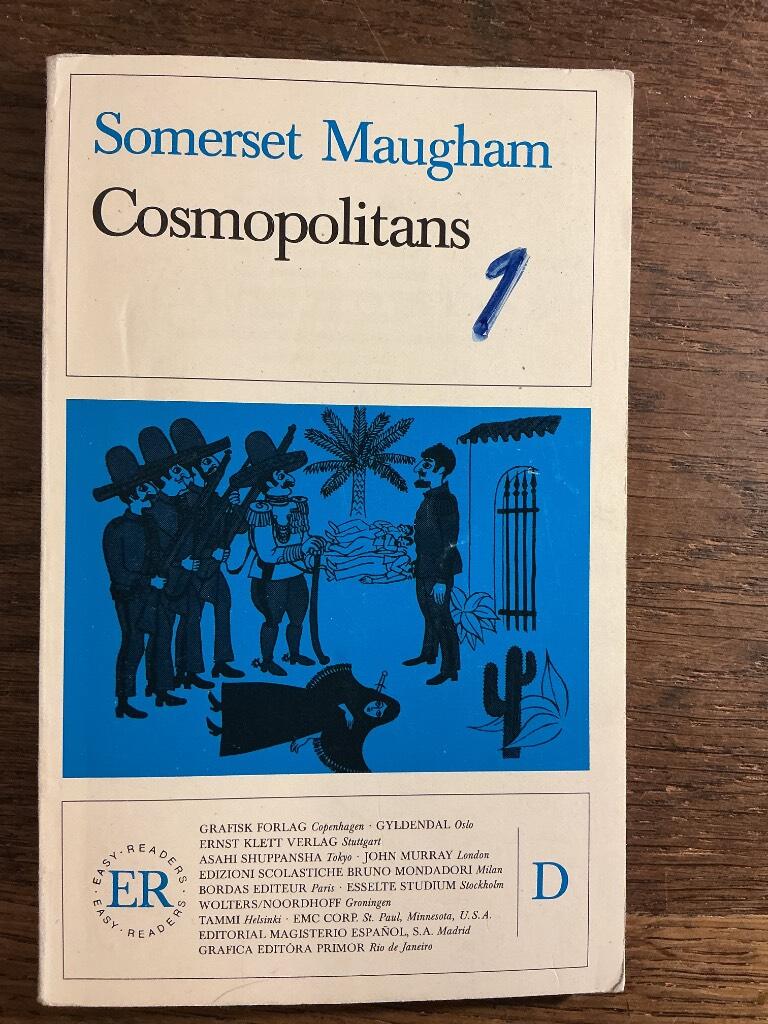 Somerset Maugham
Cosmopolitans
1
EASY·READERS·EASY·READERS·
ER
GRAFISK FORLAG Copenhagen · GYLDENDAL Oslo
ERNST KLETT VERLAG Stuttgart
ASAHI SHUPPANSHA Tokyo · JOHN MURRAY London
EDIZIONI SCOLASTICHE BRUNO MONDADORI Milan
BORDAS EDITEUR Paris · ESSELTE STUDIUM Stockholm
WOLTERS/NOORDHOFF Groningen
TAMMI Helsinki · EMC CORP. St. Paul, Minnesota, U.S.A.
EDITORIAL MAGISTERIO ESPAÑOL, S.A. Madrid
GRAFICA EDITÓRA PRIMOR Rio de Janeiro
D